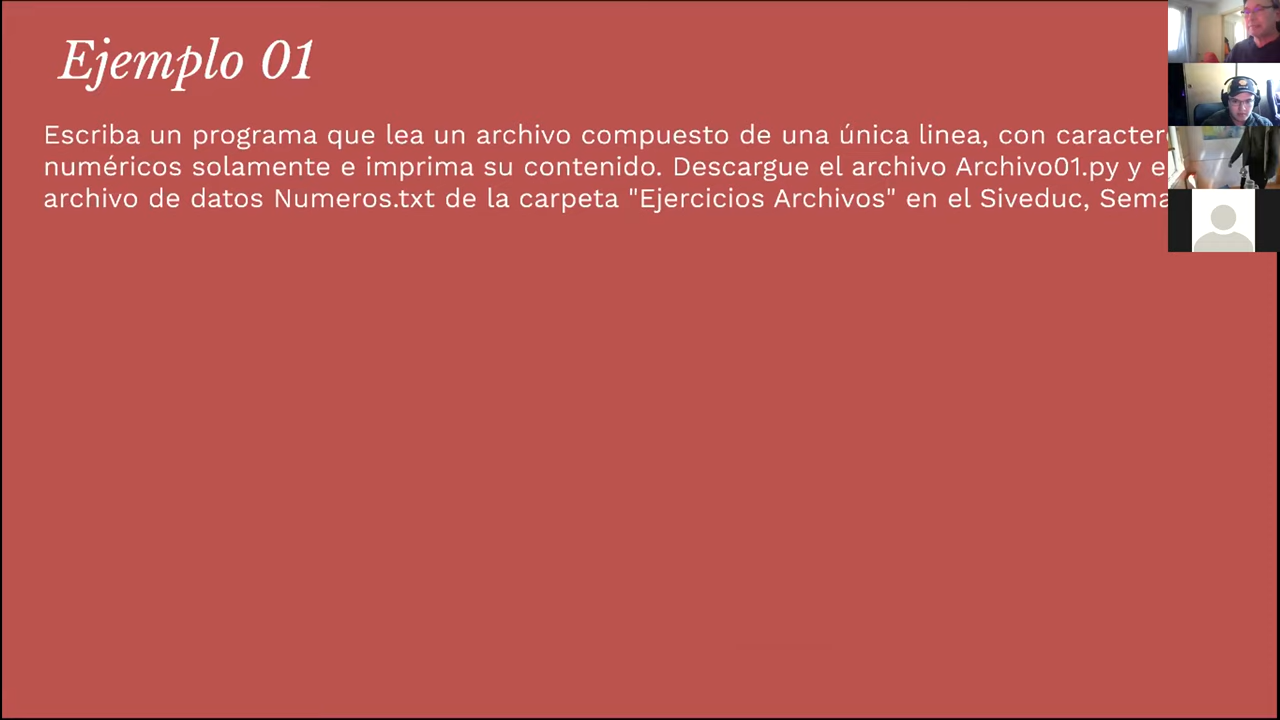 Ejemplo 01
Escriba un programa que lea un archivo compuesto de una única linea, con
numéricos solamente e imprima su contenido. Descargue el archivo Archivo01.py y
archivo de datos Numeros.txt de la carpeta "Ejercicios Archivos" en el Siveduc,